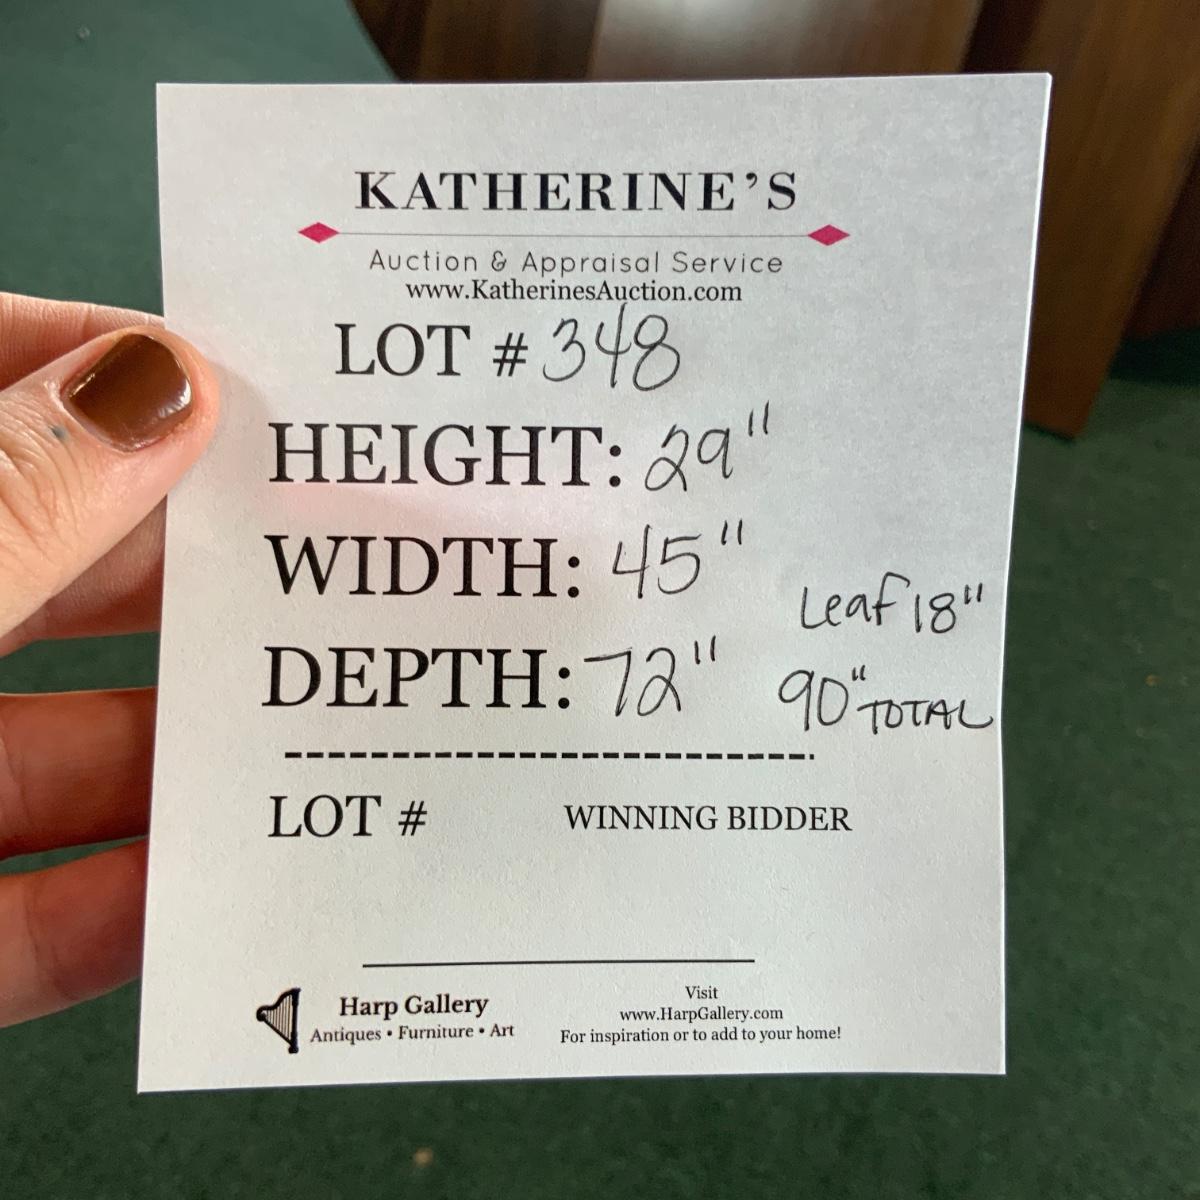 KATHERINE'S
Auction & Appraisal Service
www.KatherinesAuction.com
LOT # 348
HEIGHT: 29"
WIDTH: 45"
Leaf 18"
DEPTH: 72"
90" TOTAL
LOT #
WINNING BIDDER
Harp Gallery
Antiques • Furniture • Art
Visit
www.HarpGallery.com
For inspiration or to add to your home!